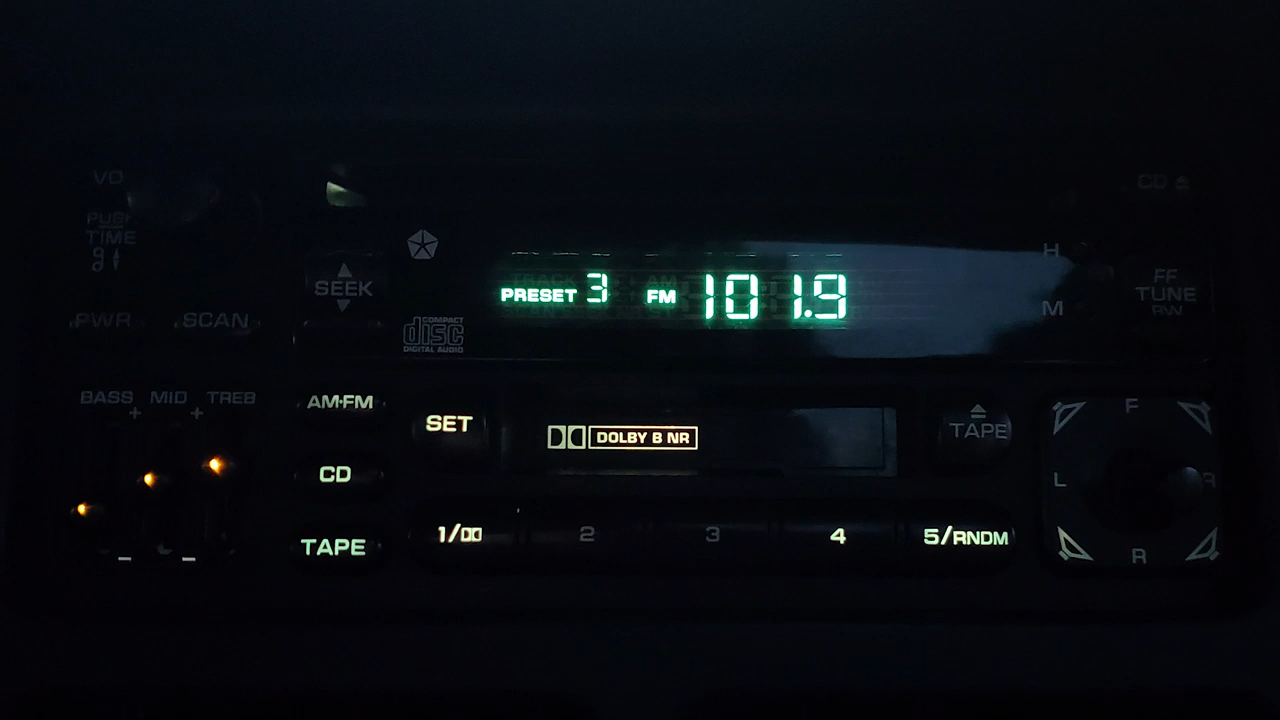 VO
CD
PUSH
TIME
H
SEEK
PRESET 3 FM 101.9
FF
TUNE
RW
M
PWR SCAN
COMPACT
disc
DIGITAL AUDIO
BASS MID TREB
+ +
AM•FM
SET
DOLBY B NR
TAPE
F
CD
L R
TAPE
1/
2
3
4
5/RNDM
R
- -